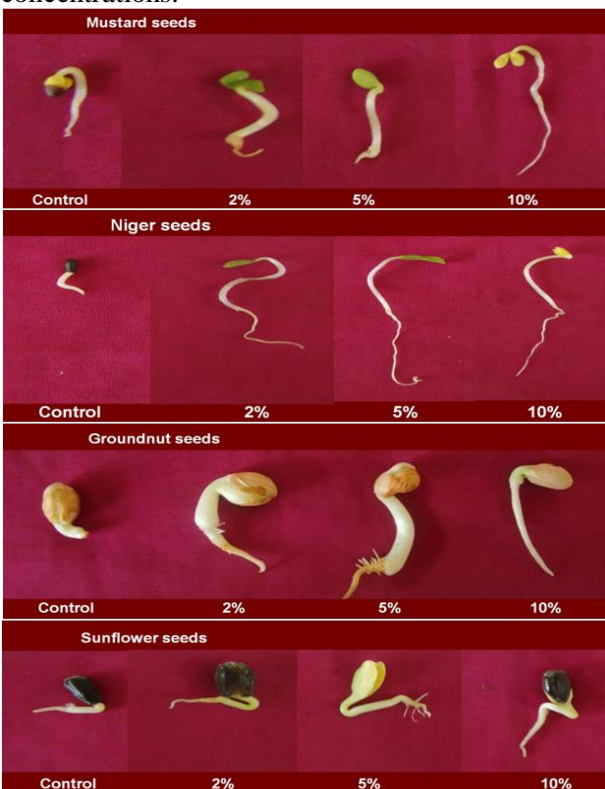 concentrations.
Mustard seeds
Control 2% 5% 10%
Niger seeds
Control 2% 5% 10%
Groundnut seeds
Control 2% 5% 10%
Sunflower seeds
Control 2% 5% 10%